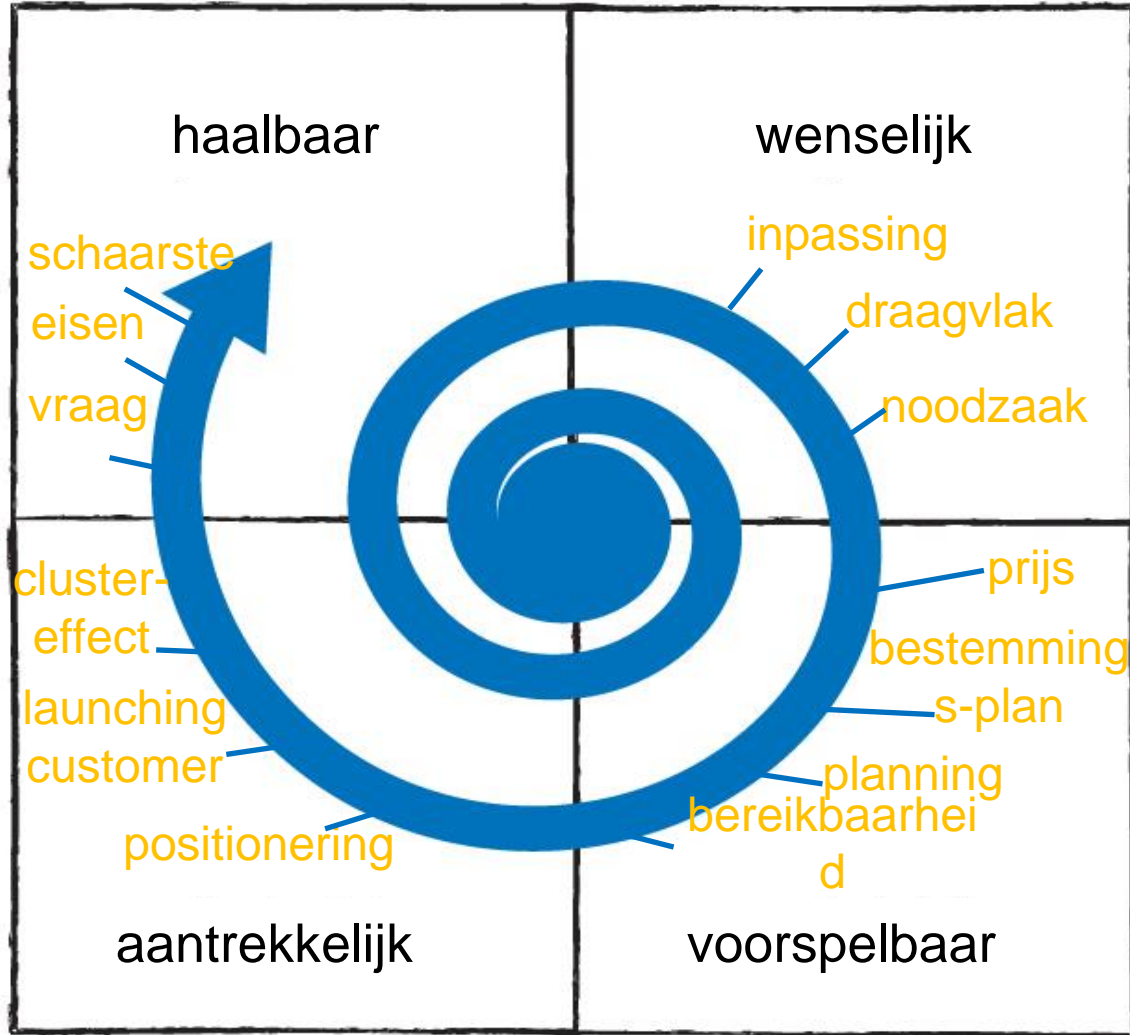 haalbaar
wenselijk
schaarste
eisen
vraag
inpassing
draagvlak
noodzaak
cluster-
effect
launching
customer
positionering
prijs
bestemming
s-plan
planning
bereikbaarhei
d
aantrekkelijk
voorspelbaar